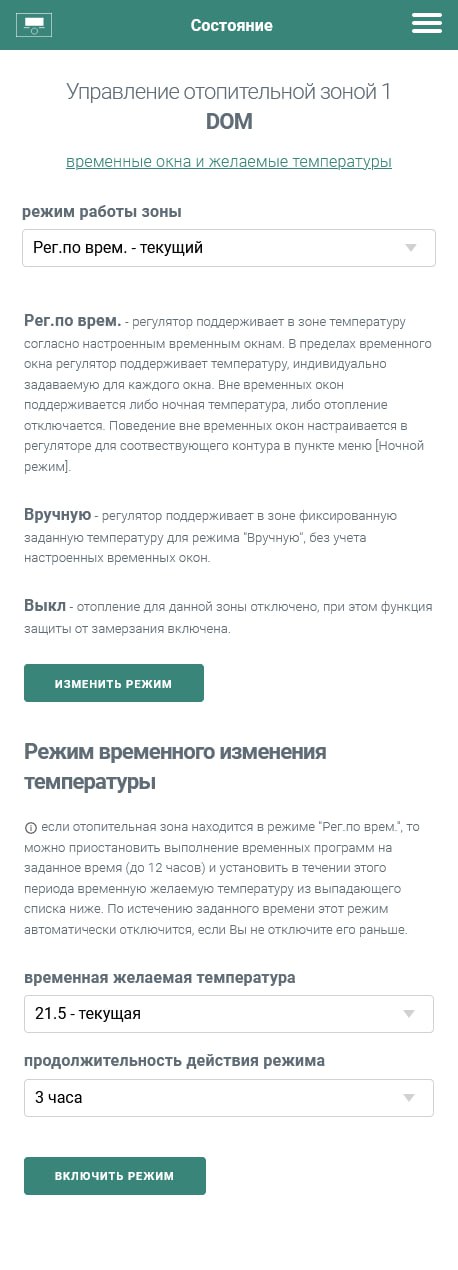 Состояние
Управление отопительной зоной 1
DOM
временные окна и желаемые температуры
режим работы зоны
Рег.по врем. - текущий
Рег.по врем. - регулятор поддерживает в зоне температуру
согласно настроенным временным окнам. В пределах временного
окна регулятор поддерживает температуру, индивидуально
задаваемую для каждого окна. Вне временных окон
поддерживается либо ночная температура, либо отопление
отключается. Поведение вне временных окон настраивается в
регуляторе для соотвествующего контура в пункте меню [Ночной
режим].
Вручную - регулятор поддерживает в зоне фиксированную
заданную температуру для режима "Вручную", без учета
настроенных временных окон.
Выкл - отопление для данной зоны отключено, при этом функция
защиты от замерзания включена.
ИЗМЕНИТЬ РЕЖИМ
Режим временного изменения
температуры
если отопительная зона находится в режиме "Рег.по врем.", то
можно приостановить выполнение временных программ на
заданное время (до 12 часов) и установить в течении этого
периода временную желаемую температуру из выпадающего
списка ниже. По истечению заданного времени этот режим
автоматически отключится, если Вы не отключите его раньше.
временная желаемая температура
21.5 - текущая
продолжительность действия режима
3 часа
ВКЛЮЧИТЬ РЕЖИМ